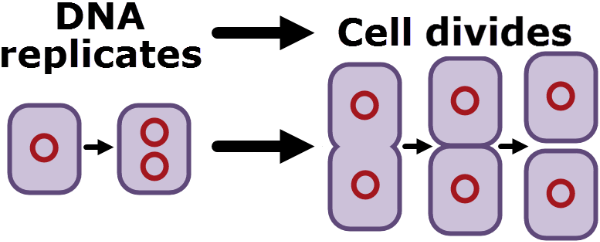 DNA
replicates
Cell divides